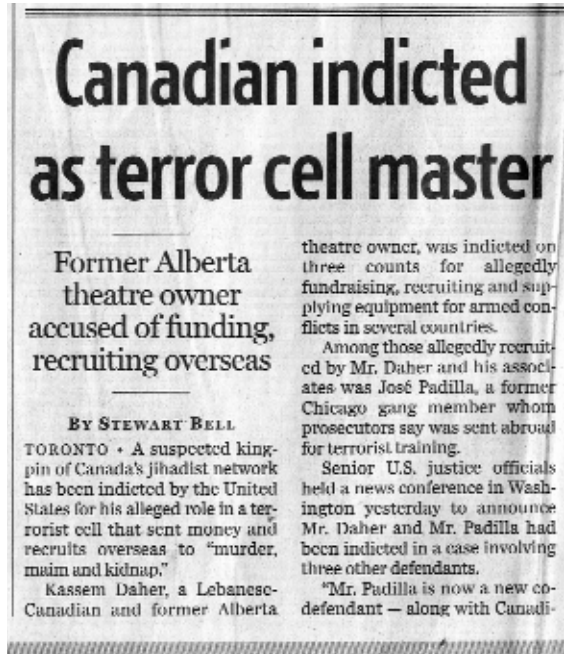 Canadian indicted
as terror cell master
Former Alberta
theatre owner
accused of funding,
recruiting overseas
BY STEWART BELL
TORONTO • A suspected king-
pin of Canada's jihadist network
has been indicted by the United
States for his alleged role in a ter-
rorist cell that sent money and
recruits overseas to "murder,
maim and kidnap."
Kassem Daher, a Lebanese-
Canadian and former Alberta
theatre owner, was indicted on
three counts for allegedly
fundraising, recruiting and sup-
plying equipment for armed con-
flicts in several countries.
Among those allegedly recruit-
ed by Mr. Daher and his associ-
ates was José Padilla, a former
Chicago gang member whom
prosecutors say was sent abroad
for terrorist training.
Senior U.S. justice officials
held a news conference in Wash-
ington yesterday to announce
Mr. Daher and Mr. Padilla had
been indicted in a case involving
three other defendants.
"Mr. Padilla is now a new co-
defendant — along with Canadi-